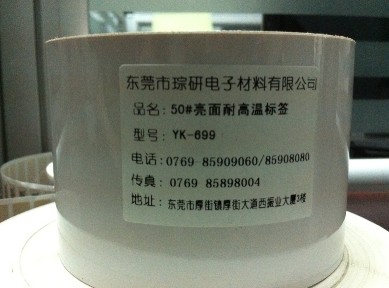 东莞市琮研电子材料有限公司
品名: 50#亮面耐高温标签
型号: YK-699
电话: 0769-85909060/85908080
传真: 0769 85898004
地址: 东莞市厚街镇厚街大道西振业大厦3楼